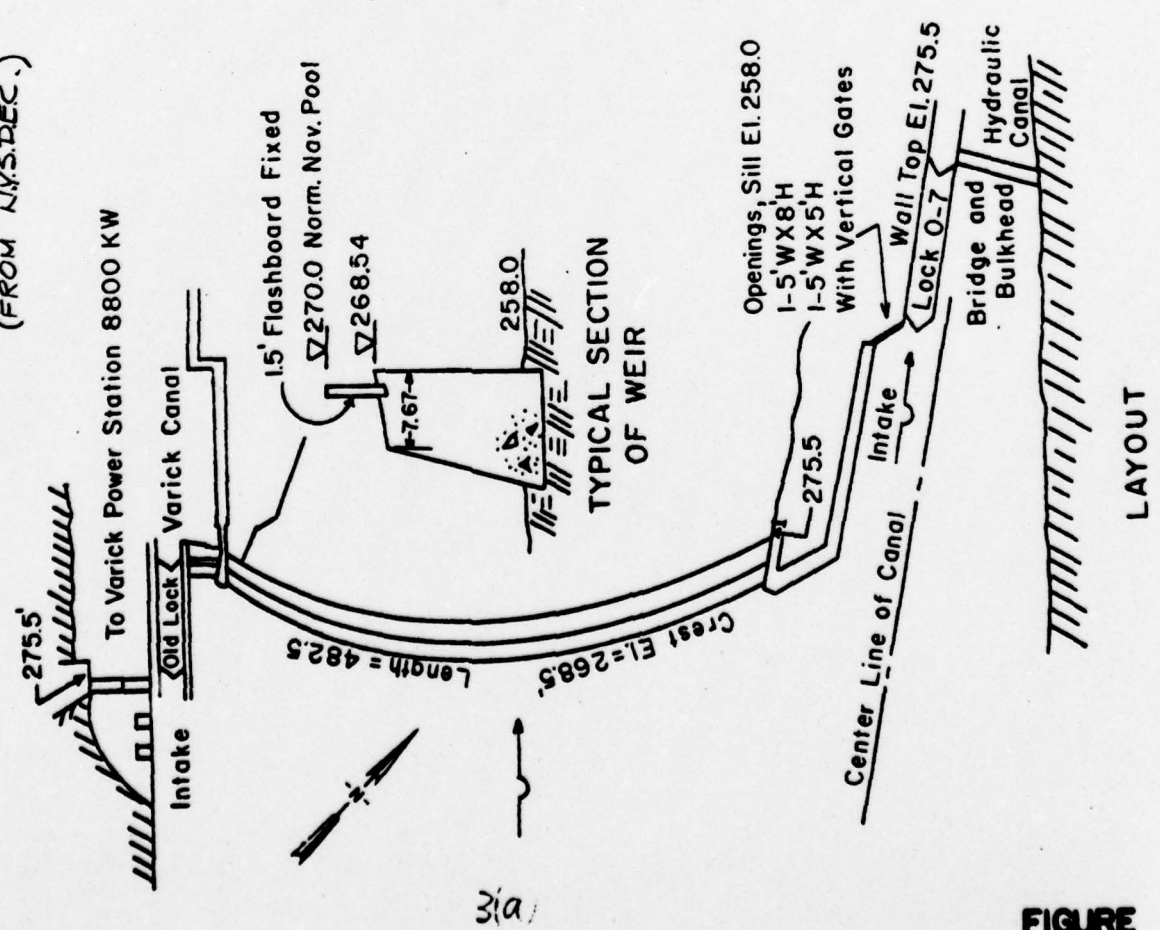 (FROM N.Y.S.D.E.C.)
275.5'
To Varick Power Station 8800 KW
Old Lock
Varick Canal
Intake
1.5' Flashboard Fixed
270.0 Norm. Nav. Pool
268.54
7.67
258.0
TYPICAL SECTION
OF WEIR
Length = 482.5
Crest El.=268.5'
N
Openings, Sill El. 258.0
1-5'WX8'H
1-5'WX5'H
With Vertical Gates
275.5
Intake
Wall Top El. 275.5
Lock O-7
Center Line of Canal
Bridge and
Bulkhead
Hydraulic
Canal
LAYOUT
3(a)
FIGURE